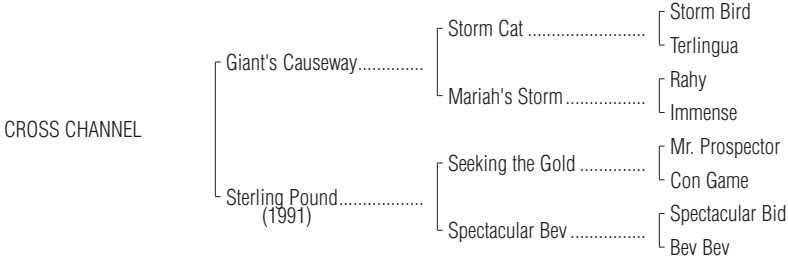 Storm Bird
Storm Cat ........................
Terlingua
Giant's Causeway..............
Rahy
Mariah's Storm .................
Immense
CROSS CHANNEL
Mr. Prospector
Seeking the Gold ..............
Con Game
Sterling Pound..................
(1991)
Spectacular Bid
Spectacular Bev ................
Bev Bev